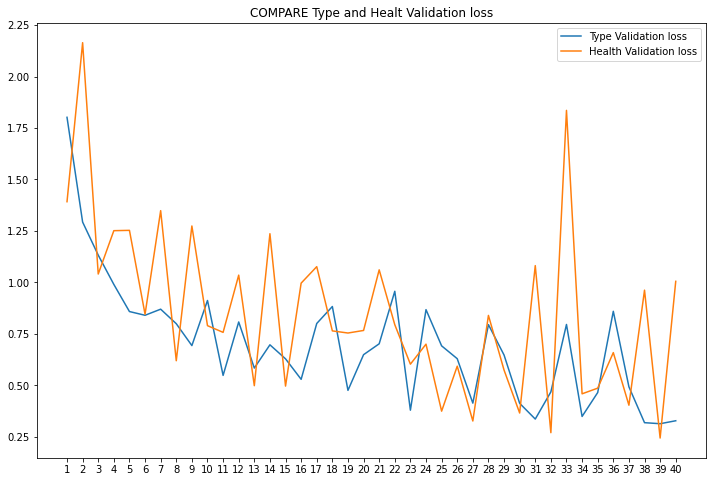 COMPARE Type and Healt Validation loss
Type Validation loss
Health Validation loss
2.25
2.00
1.75
1.50
1.25
1.00
0.75
0.50
0.25
1 2 3 4 5 6 7 8 9 10 11 12 13 14 15 16 17 18 19 20 21 22 23 24 25 26 27 28 29 30 31 32 33 34 35 36 37 38 39 40